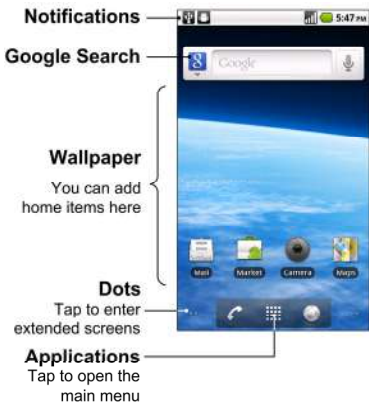 Notifications
5:47 PM
Google Search
8 Google
Wallpaper
You can add
home items here
Mail Market Camera Maps
Dots
Tap to enter
extended screens
Applications
Tap to open the
main menu